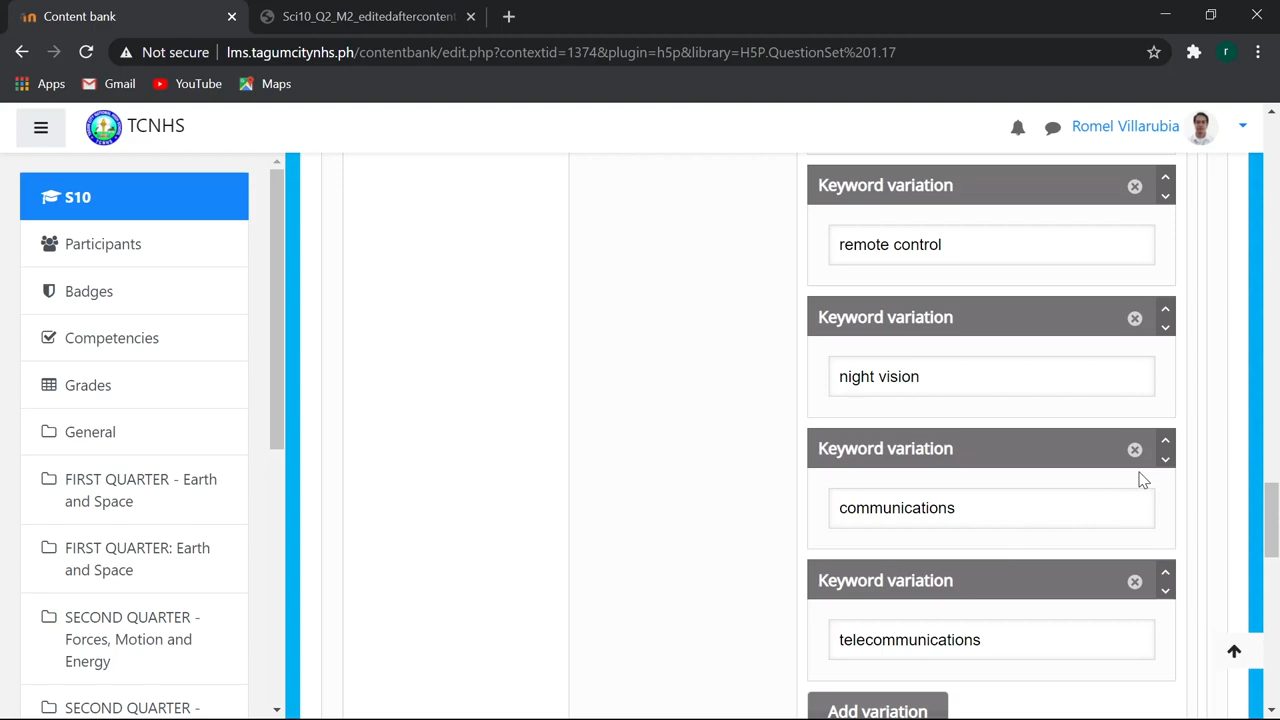 Content bank
Sci10_Q2_M2_editedaftercontent
Not secure
lms.tagumcitynhs.ph/contentbank/edit.php?contextid=1374&plugin=h5p&library=H5P.QuestionSet%201.17
r
Apps
Gmail
YouTube
Maps
TCNHS
Romel Villarubia
S10
Participants
Badges
Competencies
Grades
General
FIRST QUARTER - Earth
and Space
FIRST QUARTER: Earth
and Space
SECOND QUARTER -
Forces, Motion and
Energy
SECOND QUARTER -
Keyword variation
remote control
Keyword variation
night vision
Keyword variation
communications
Keyword variation
telecommunications
Add variation